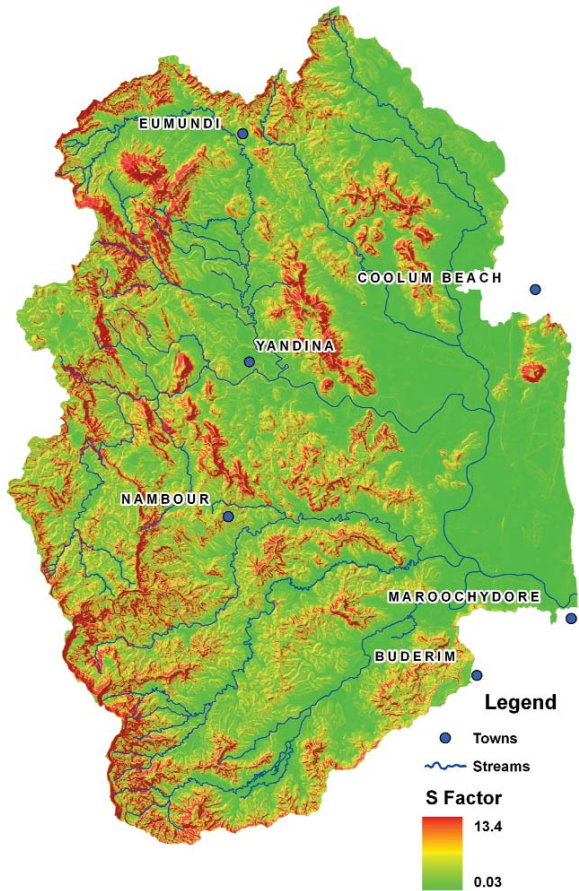 EUMUNDI
COOLUM BEACH
YANDINA
NAMBOUR
MAROOCHYDORE
BUDERIM
Legend
Towns
Streams
S Factor
13.4
0.03